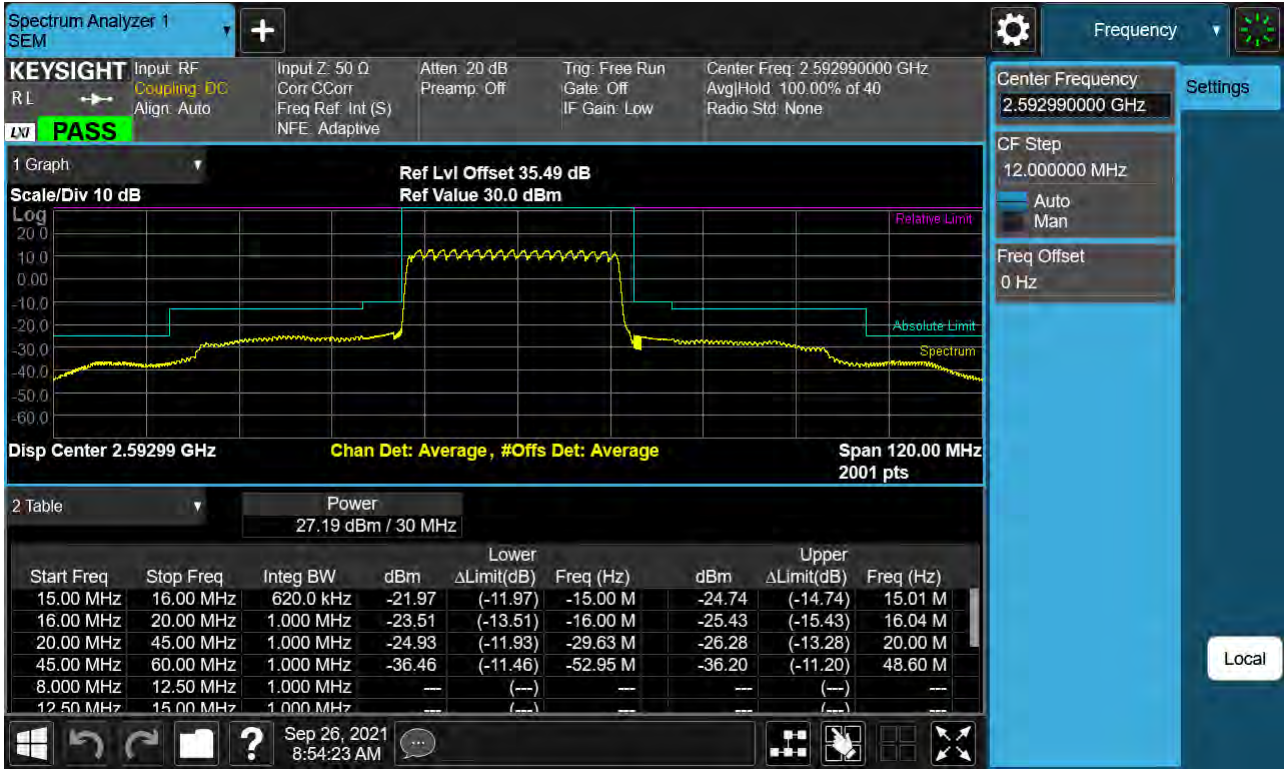 Spectrum Analyzer 1
SEM
Frequency
KEYSIGHT
R L
LXI
PASS
Input: RF
Coupling: DC
Align: Auto
Input Z: 50 Ω
Corr CCorr
Freq Ref: Int (S)
NFE: Adaptive
Atten: 20 dB
Preamp: Off
Trig: Free Run
Gate: Off
IF Gain: Low
Center Freq: 2.592990000 GHz
Avg|Hold: 100.00% of 40
Radio Std: None
Center Frequency
2.592990000 GHz
Settings
CF Step
12.000000 MHz
Auto
Man
Freq Offset
0 Hz
Local
1 Graph
Scale/Div 10 dB
Ref Lvl Offset 35.49 dB
Ref Value 30.0 dBm
Log
20.0
10.0
0.00
-10.0
-20.0
-30.0
-40.0
-50.0
-60.0
Relative Limit
Absolute Limit
Spectrum
Disp Center 2.59299 GHz
Chan Det: Average , #Offs Det: Average
Span 120.00 MHz
2001 pts
2 Table
Power
27.19 dBm / 30 MHz
Lower Upper
Start Freq Stop Freq Integ BW dBm ΔLimit(dB) Freq (Hz) dBm ΔLimit(dB) Freq (Hz)
15.00 MHz 16.00 MHz 620.0 kHz -21.97 (-11.97) -15.00 M -24.74 (-14.74) 15.01 M
16.00 MHz 20.00 MHz 1.000 MHz -23.51 (-13.51) -16.00 M -25.43 (-15.43) 16.04 M
20.00 MHz 45.00 MHz 1.000 MHz -24.93 (-11.93) -29.63 M -26.28 (-13.28) 20.00 M
45.00 MHz 60.00 MHz 1.000 MHz -36.46 (-11.46) -52.95 M -36.20 (-11.20) 48.60 M
8.000 MHz 12.50 MHz 1.000 MHz --- (---) --- --- (---) ---
12.50 MHz 15.00 MHz 1.000 MHz --- (---) --- --- (---) ---
?
Sep 26, 2021
8:54:23 AM